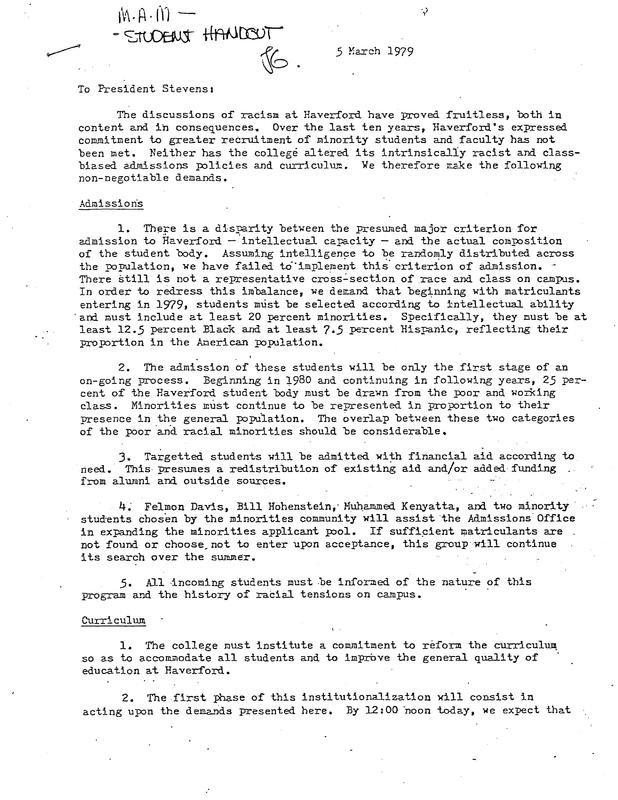 M.A.M —
- STUDENT HANDOUT
5 March 1979
To President Stevens:
The discussions of racism at Haverford have proved fruitless, both in
content and in consequences. Over the last ten years, Haverford's expressed
commitment to greater recruitment of minority students and faculty has not
been met. Neither has the college altered its intrinsically racist and class-
biased admissions policies and curriculum. We therefore make the following
non-negotiable demands.
Admissions
1. There is a disparity between the presumed major criterion for
admission to Haverford — intellectual capacity — and the actual composition
of the student body. Assuming intelligence to be randomly distributed across
the population, we have failed to implement this criterion of admission.
There still is not a representative cross-section of race and class on campus.
In order to redress this imbalance, we demand that beginning with matriculants
entering in 1979, students must be selected according to intellectual ability
and must include at least 20 percent minorities. Specifically, they must be at
least 12.5 percent Black and at least 7.5 percent Hispanic, reflecting their
proportion in the American population.
2. The admission of these students will be only the first stage of an
on-going process. Beginning in 1980 and continuing in following years, 25 per-
cent of the Haverford student body must be drawn from the poor and working
class. Minorities must continue to be represented in proportion to their
presence in the general population. The overlap between these two categories
of the poor and racial minorities should be considerable.
3. Targetted students will be admitted with financial aid according to
need. This presumes a redistribution of existing aid and/or added funding
from alumni and outside sources.
4. Felmon Davis, Bill Hohenstein, Muhammed Kenyatta, and two minority
students chosen by the minorities community will assist the Admissions Office
in expanding the minorities applicant pool. If sufficient matriculants are
not found or choose not to enter upon acceptance, this group will continue
its search over the summer.
5. All incoming students must be informed of the nature of this
program and the history of racial tensions on campus.
Curriculum
1. The college must institute a commitment to reform the curriculum
so as to accommodate all students and to improve the general quality of
education at Haverford.
2. The first phase of this institutionalization will consist in
acting upon the demands presented here. By 12:00 noon today, we expect that